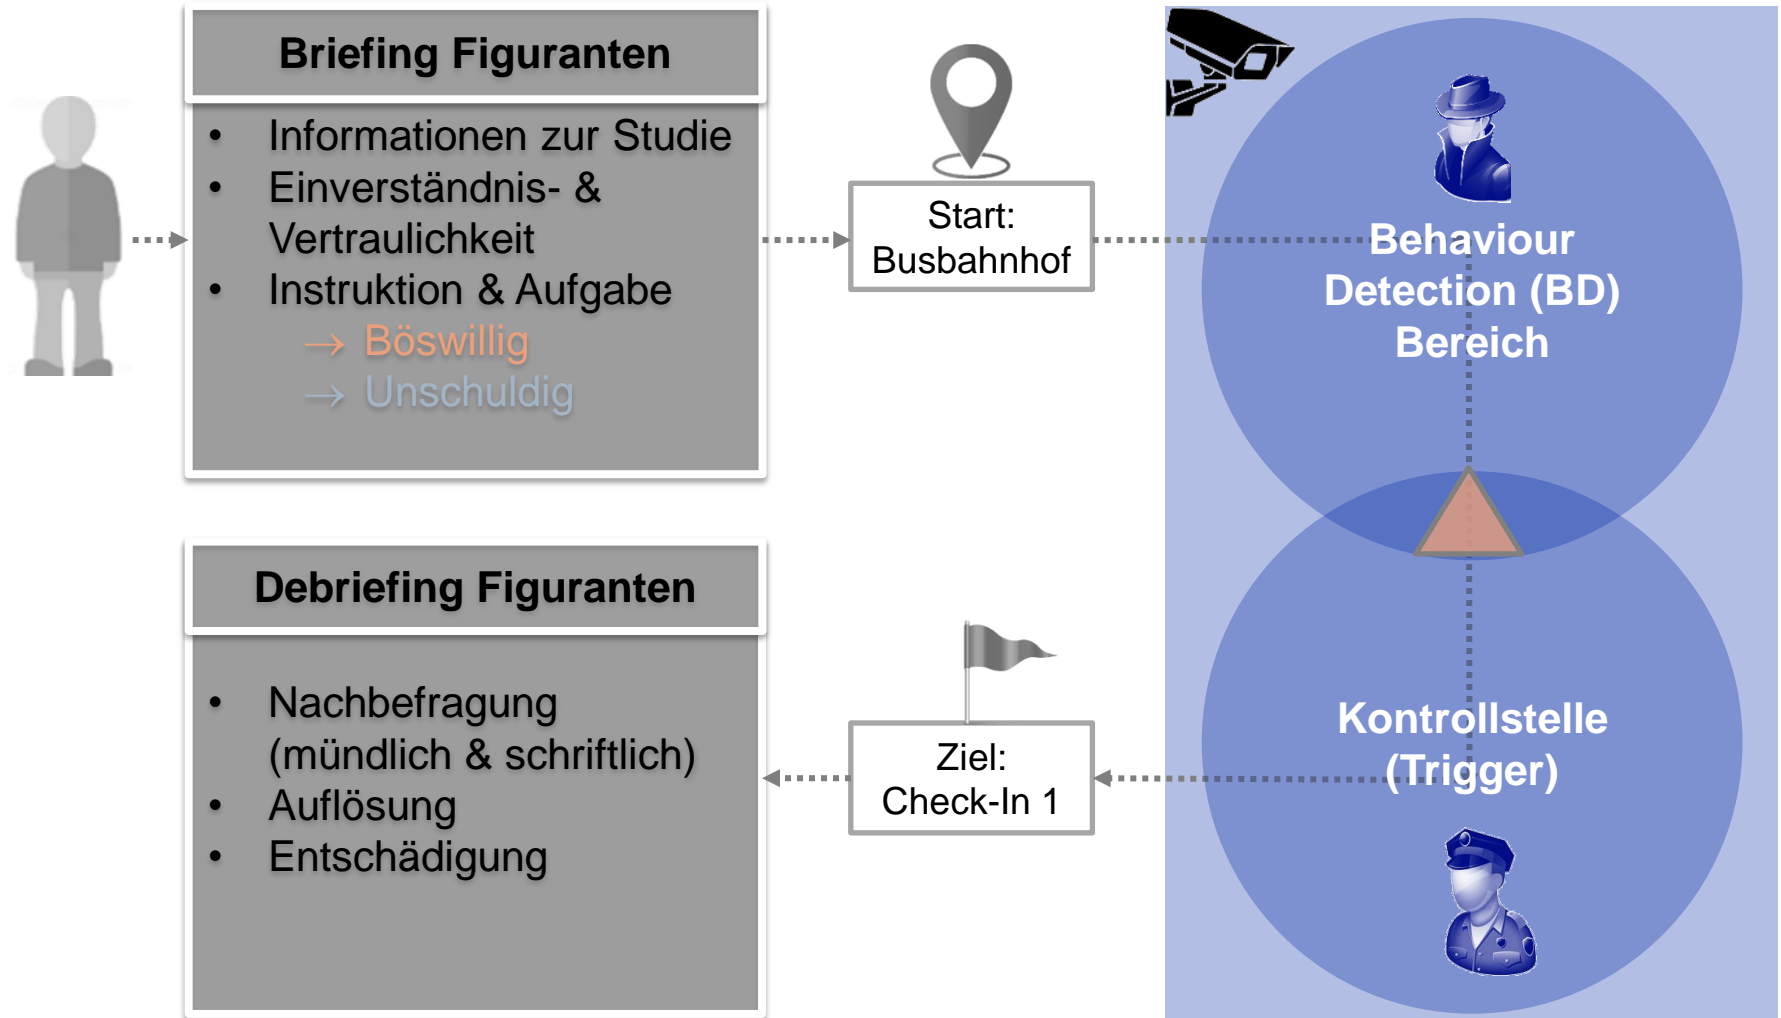 Briefing Figuranten
• Informationen zur Studie
• Einverständnis- &
Vertraulichkeit
• Instruktion & Aufgabe
→ Böswillig
→ Unschuldig
Start:
Busbahnhof
Behaviour
Detection (BD)
Bereich
Kontrollstelle
(Trigger)
Ziel:
Check-In 1
Debriefing Figuranten
• Nachbefragung
(mündlich & schriftlich)
• Auflösung
• Entschädigung